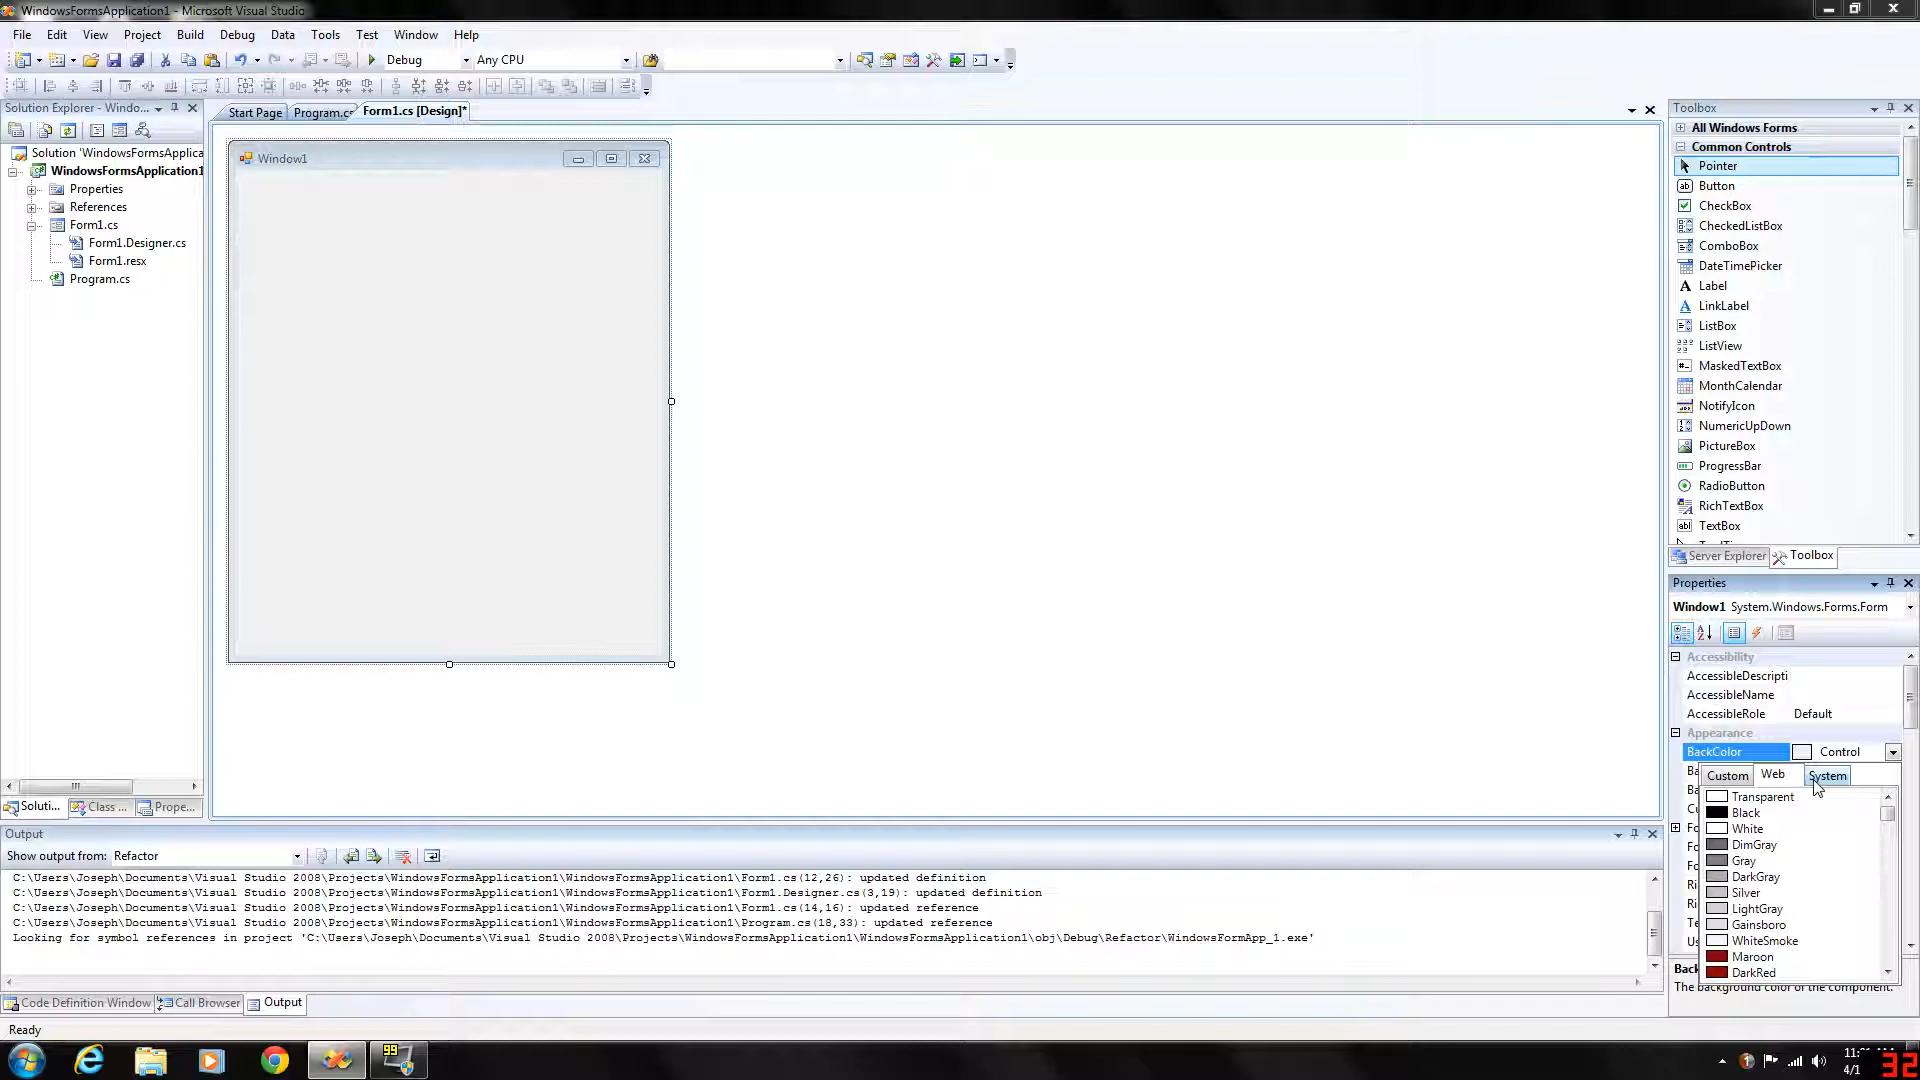 WindowsFormsApplication1 - Microsoft Visual Studio
File Edit View Project Build Debug Data Tools Test Window Help
Debug Any CPU
Solution Explorer - Windo...
Solution 'WindowsFormsApplica
WindowsFormsApplication1
Properties
References
Form1.cs
Form1.Designer.cs
Form1.resx
Program.cs
Soluti... Class ... Prope...
Start Page Program.cs Form1.cs [Design]*
Window1
Toolbox
All Windows Forms
Common Controls
Pointer
Button
CheckBox
CheckedListBox
ComboBox
DateTimePicker
Label
LinkLabel
ListBox
ListView
MaskedTextBox
MonthCalendar
NotifyIcon
NumericUpDown
PictureBox
ProgressBar
RadioButton
RichTextBox
TextBox
Server Explorer Toolbox
Properties
Window1 System.Windows.Forms.Form
Accessibility
AccessibleDescripti
AccessibleName
AccessibleRole Default
Appearance
BackColor Control
Custom Web System
Transparent
Black
White
DimGray
Gray
DarkGray
Silver
LightGray
Gainsboro
WhiteSmoke
Maroon
DarkRed
Back
The background color of the component.
Output
Show output from: Refactor
C:\Users\Joseph\Documents\Visual Studio 2008\Projects\WindowsFormsApplication1\WindowsFormsApplication1\Form1.cs(12,26): updated definition
C:\Users\Joseph\Documents\Visual Studio 2008\Projects\WindowsFormsApplication1\WindowsFormsApplication1\Form1.Designer.cs(3,19): updated definition
C:\Users\Joseph\Documents\Visual Studio 2008\Projects\WindowsFormsApplication1\WindowsFormsApplication1\Form1.cs(14,16): updated reference
C:\Users\Joseph\Documents\Visual Studio 2008\Projects\WindowsFormsApplication1\WindowsFormsApplication1\Program.cs(18,33): updated reference
Looking for symbol references in project 'C:\Users\Joseph\Documents\Visual Studio 2008\Projects\WindowsFormsApplication1\WindowsFormsApplication1\obj\Debug\Refactor\WindowsFormApp_1.exe'
Code Definition Window Call Browser Output
Ready
99
4/1
32